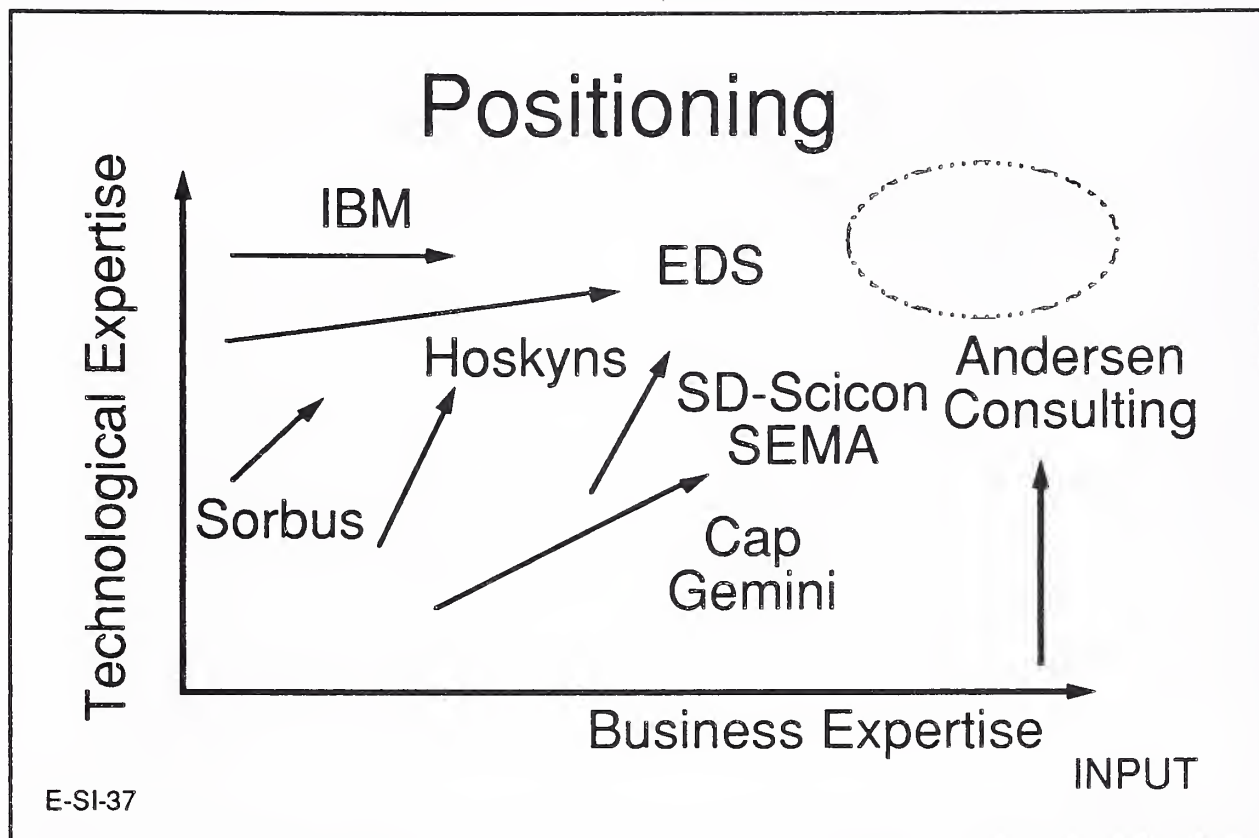 Positioning
Technological Expertise
IBM
EDS
Hoskyns
Andersen
Consulting
SD-Scicon
SEMA
Sorbus
Cap
Gemini
Business Expertise
INPUT
E-SI-37